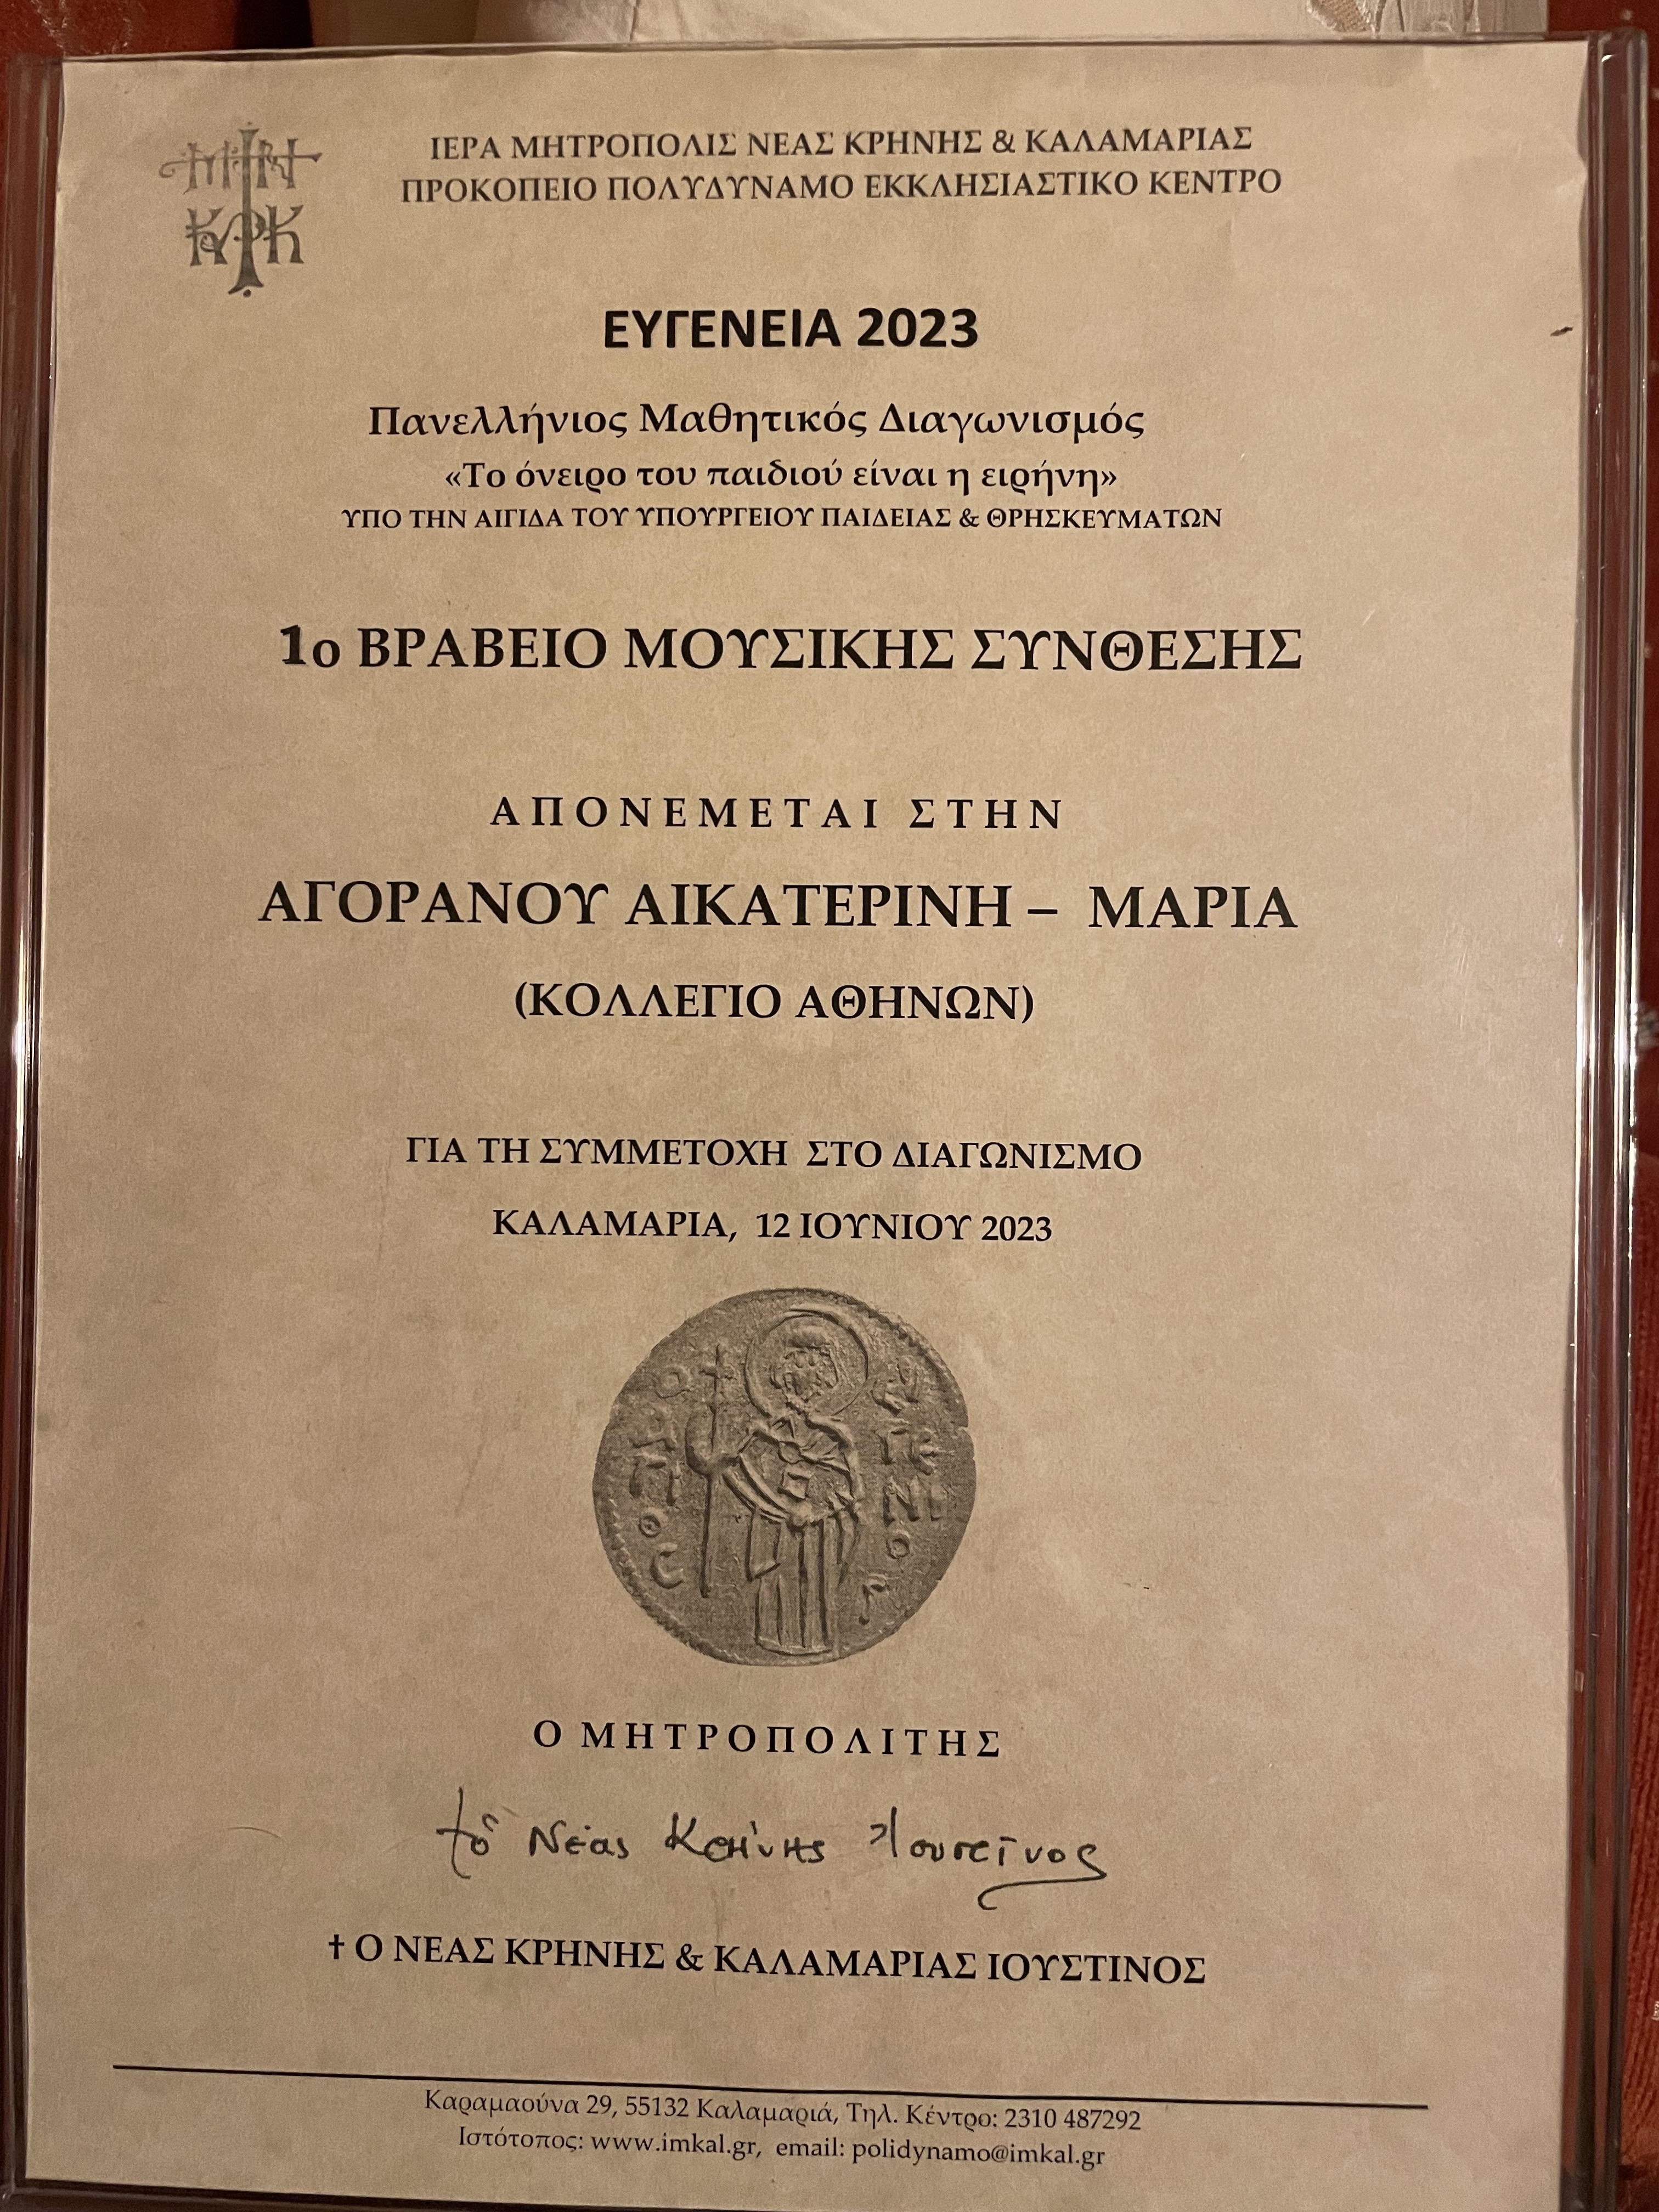 ΙΕΡΑ ΜΗΤΡΟΠΟΛΙΣ ΝΕΑΣ ΚΡΗΝΗΣ & ΚΑΛΑΜΑΡΙΑΣ
ΠΡΟΚΟΠΕΙΟ ΠΟΛΥΔΥΝΑΜΟ ΕΚΚΛΗΣΙΑΣΤΙΚΟ ΚΕΝΤΡΟ
ΕΥΓΕΝΕΙΑ 2023
Πανελλήνιος Μαθητικός Διαγωνισμός
«Το όνειρο του παιδιού είναι η ειρήνη»
ΥΠΟ ΤΗΝ ΑΙΓΙΔΑ ΤΟΥ ΥΠΟΥΡΓΕΙΟΥ ΠΑΙΔΕΙΑΣ & ΘΡΗΣΚΕΥΜΑΤΩΝ
1ο ΒΡΑΒΕΙΟ ΜΟΥΣΙΚΗΣ ΣΥΝΘΕΣΗΣ
ΑΠΟΝΕΜΕΤΑΙ ΣΤΗΝ
ΑΓΟΡΑΝΟΥ ΑΙΚΑΤΕΡΙΝΗ – ΜΑΡΙΑ
(ΚΟΛΛΕΓΙΟ ΑΘΗΝΩΝ)
ΓΙΑ ΤΗ ΣΥΜΜΕΤΟΧΗ ΣΤΟ ΔΙΑΓΩΝΙΣΜΟ
ΚΑΛΑΜΑΡΙΑ, 12 ΙΟΥΝΙΟΥ 2023
Ο ΜΗΤΡΟΠΟΛΙΤΗΣ
† ὁ Νέας Κρήνης Ἰουστῖνος
† Ο ΝΕΑΣ ΚΡΗΝΗΣ & ΚΑΛΑΜΑΡΙΑΣ ΙΟΥΣΤΙΝΟΣ
Καραμαούνα 29, 55132 Καλαμαριά, Τηλ. Κέντρο: 2310 487292
Ιστότοπος: www.imkal.gr, email: polidynamo@imkal.gr